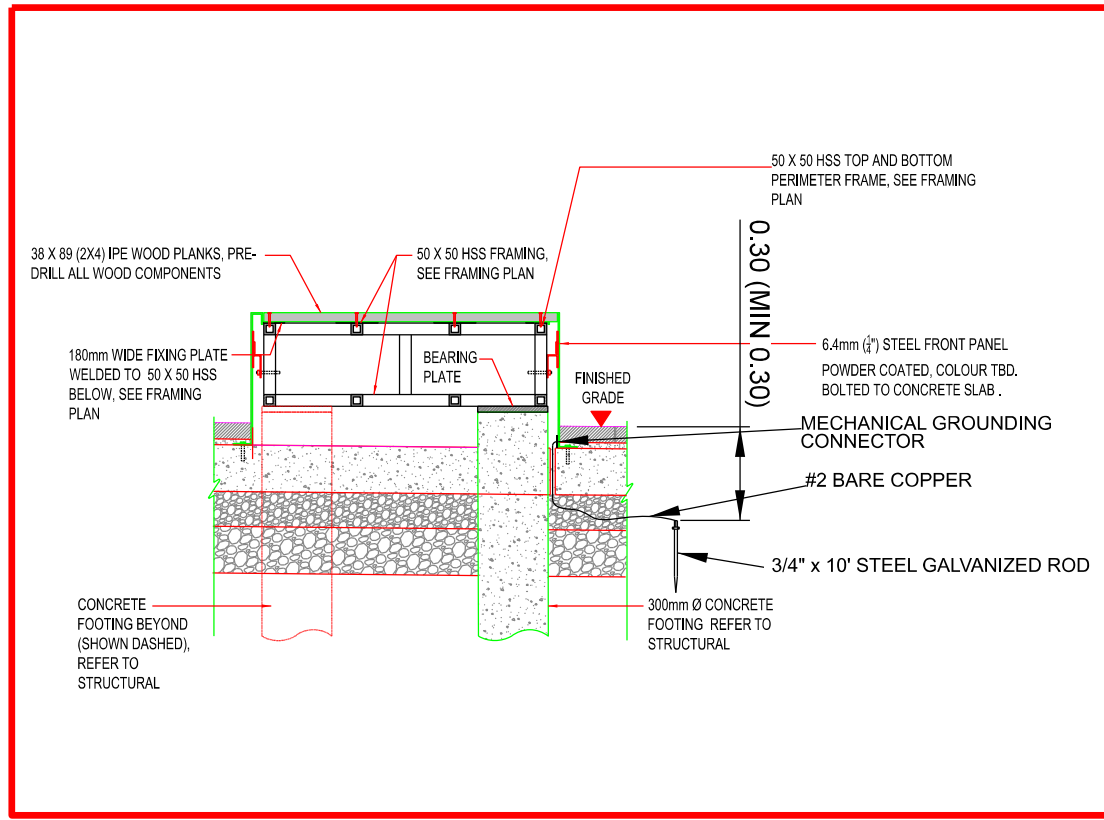 50 X 50 HSS TOP AND BOTTOM
PERIMETER FRAME, SEE FRAMING
PLAN
38 X 89 (2X4) IPE WOOD PLANKS, PRE-
DRILL ALL WOOD COMPONENTS
50 X 50 HSS FRAMING,
SEE FRAMING PLAN
0.30 (MIN 0.30)
180mm WIDE FIXING PLATE
WELDED TO 50 X 50 HSS
BELOW, SEE FRAMING
PLAN
BEARING
PLATE
FINISHED
GRADE
6.4mm (1/4") STEEL FRONT PANEL
POWDER COATED, COLOUR TBD.
BOLTED TO CONCRETE SLAB .
MECHANICAL GROUNDING
CONNECTOR
#2 BARE COPPER
3/4" x 10' STEEL GALVANIZED ROD
CONCRETE
FOOTING BEYOND
(SHOWN DASHED),
REFER TO
STRUCTURAL
300mm Ø CONCRETE
FOOTING REFER TO
STRUCTURAL